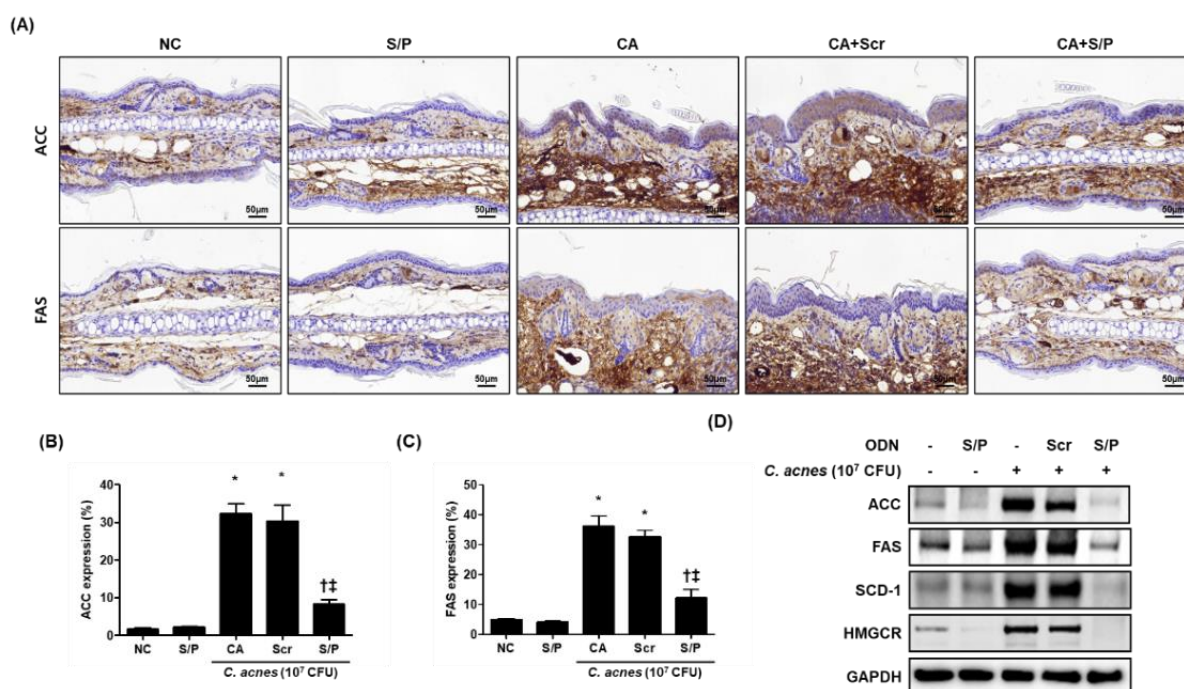 (A)
NC S/P CA CA+Scr CA+S/P
ACC
50µm 50µm 50µm 50µm 50µm
FAS
50µm 50µm 50µm 50µm 50µm
(B)
ACC expression (%)
40
30
20
10
0
* *
†‡
NC S/P CA Scr S/P
C. acnes (10⁷ CFU)
(C)
FAS expression (%)
50
40
30
20
10
0
* *
†‡
NC S/P CA Scr S/P
C. acnes (10⁷ CFU)
(D)
ODN - S/P - Scr S/P
C. acnes (10⁷ CFU) - - + + +
ACC
FAS
SCD-1
HMGCR
GAPDH